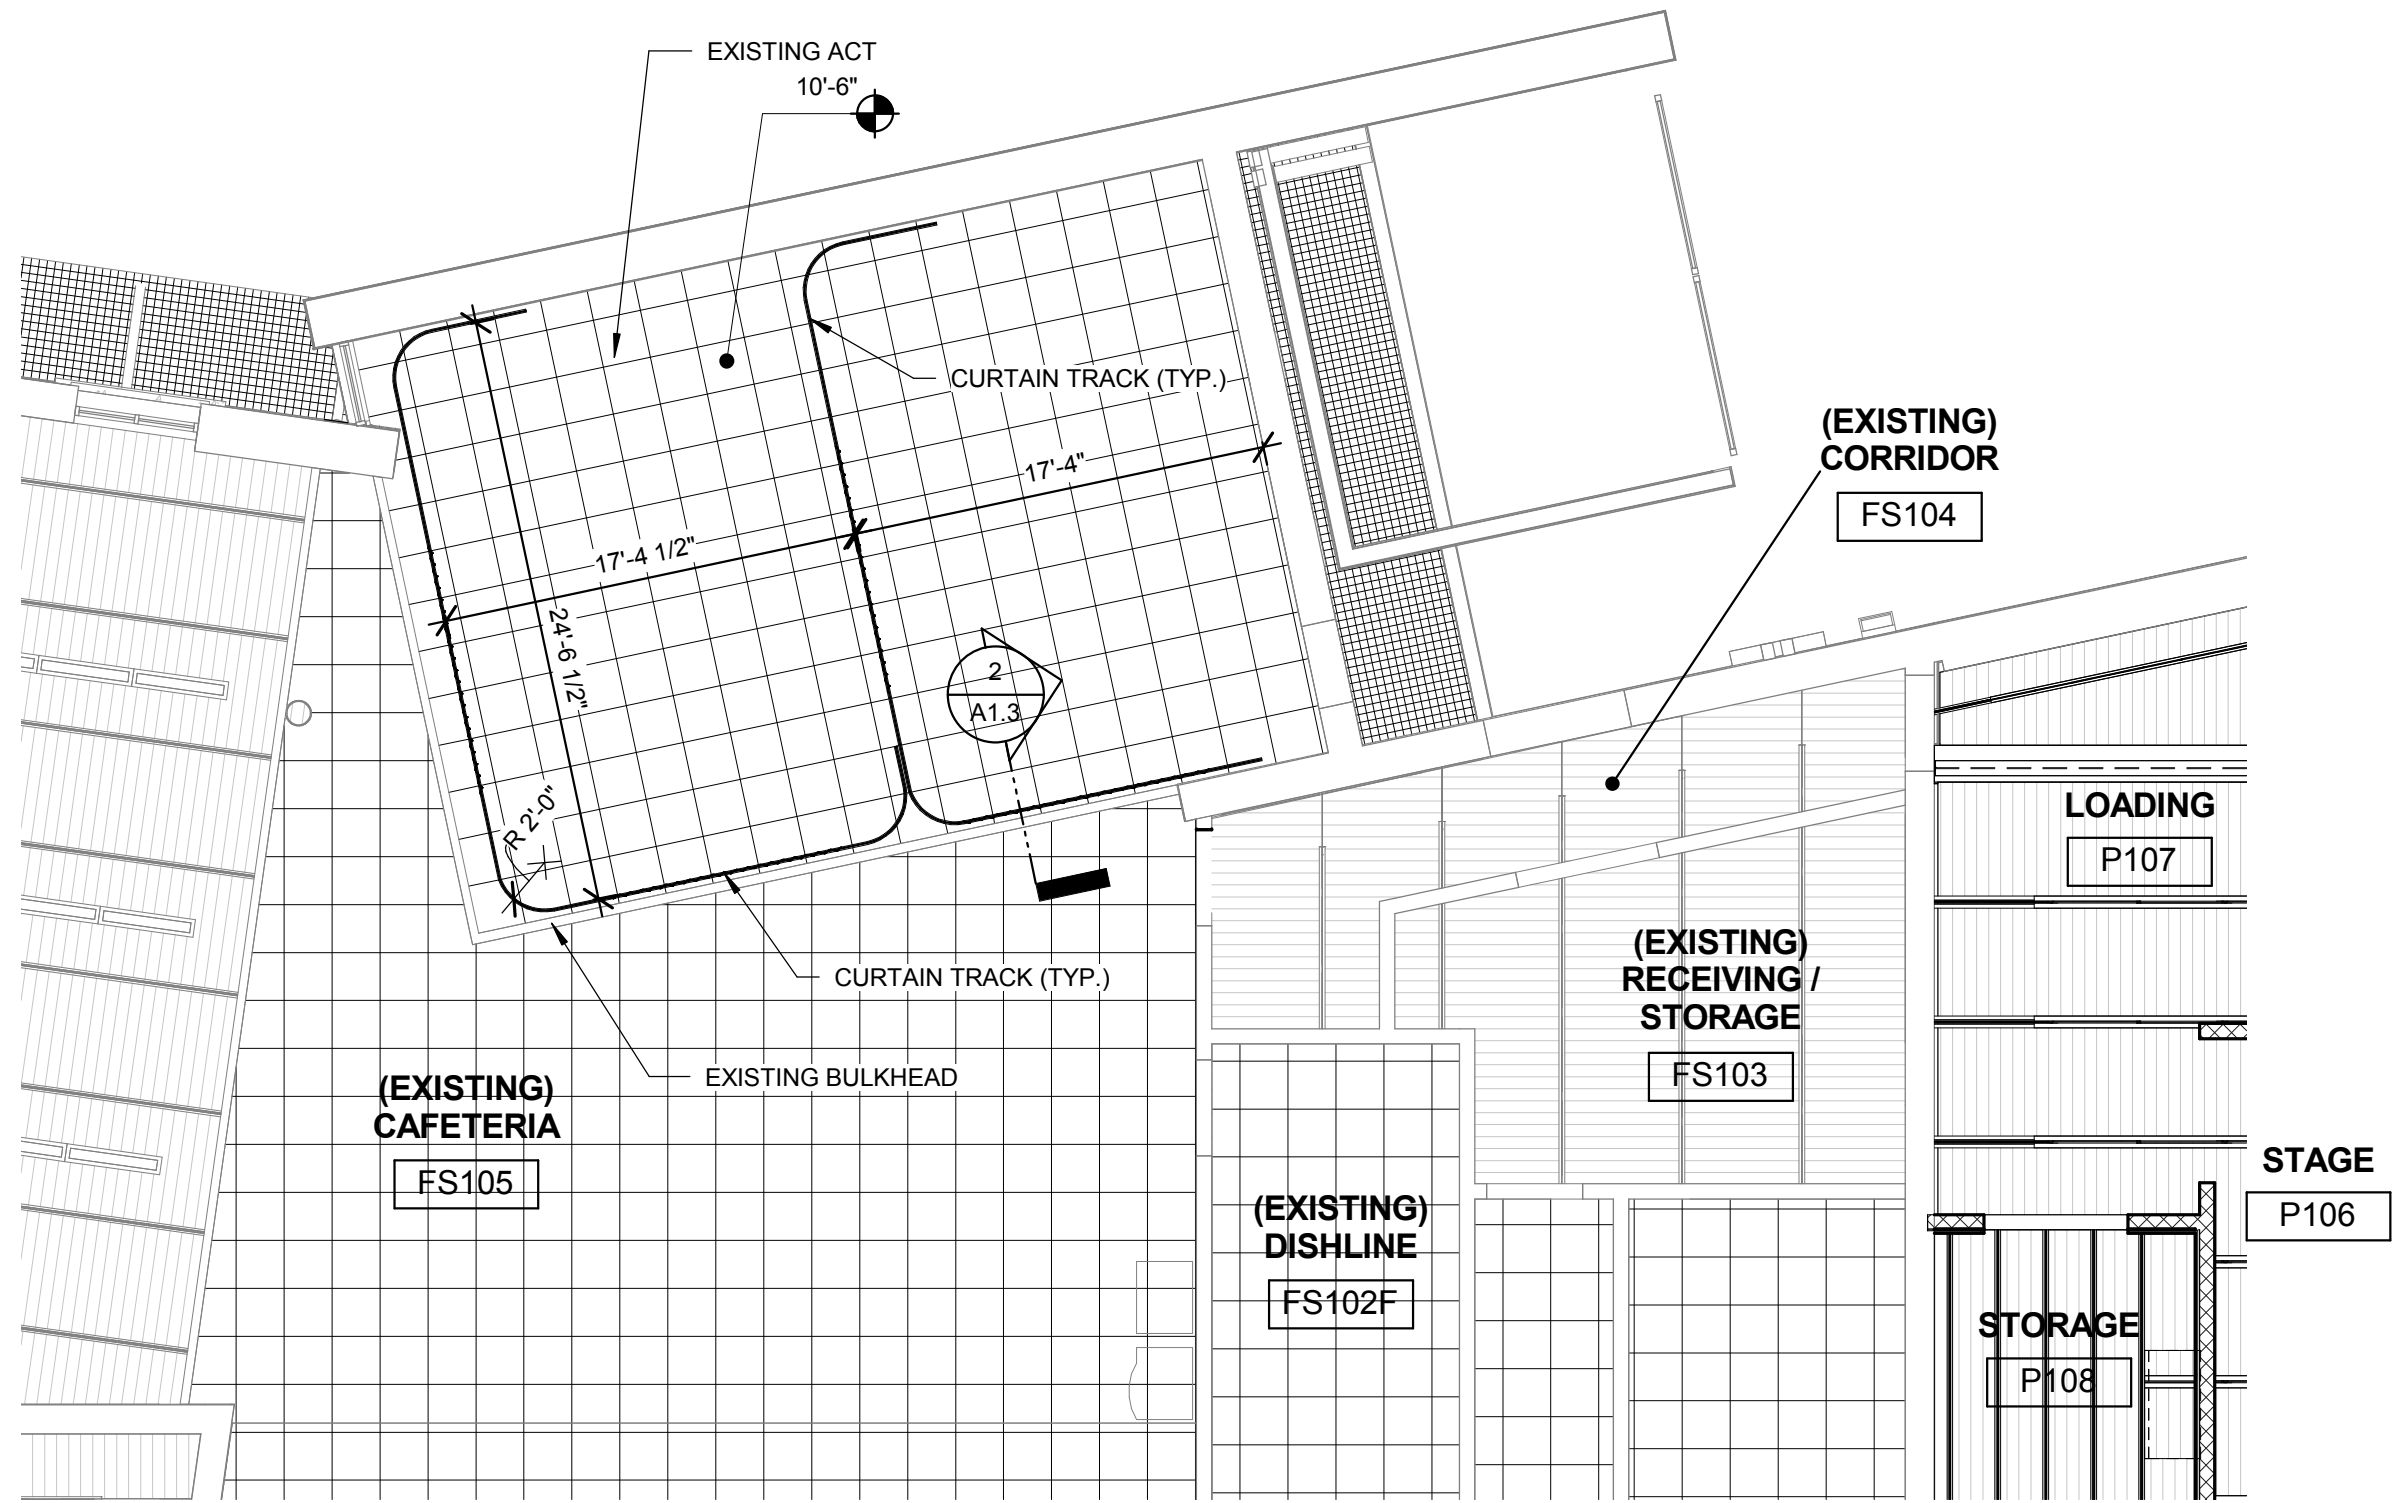 EXISTING ACT
10'-6"
CURTAIN TRACK (TYP.)
(EXISTING)
CORRIDOR
FS104
17'-4"
17'-4 1/2"
24'-6 1/2"
2
A1.3
R 2'-0"
LOADING
P107
CURTAIN TRACK (TYP.)
(EXISTING)
RECEIVING /
STORAGE
FS103
EXISTING BULKHEAD
(EXISTING)
CAFETERIA
FS105
STAGE
P106
(EXISTING)
DISHLINE
FS102F
STORAGE
P108